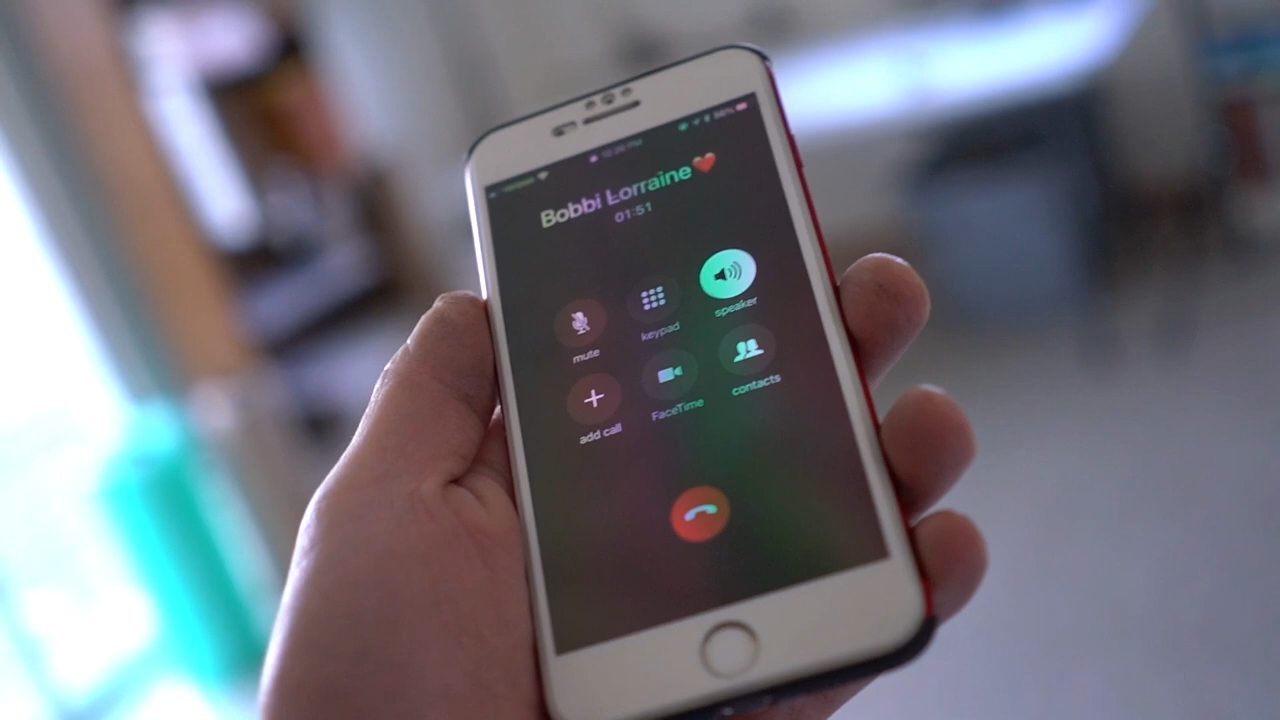 Bobbi Lorraine❤️
01:51
mute
keypad
speaker
add call
FaceTime
contacts